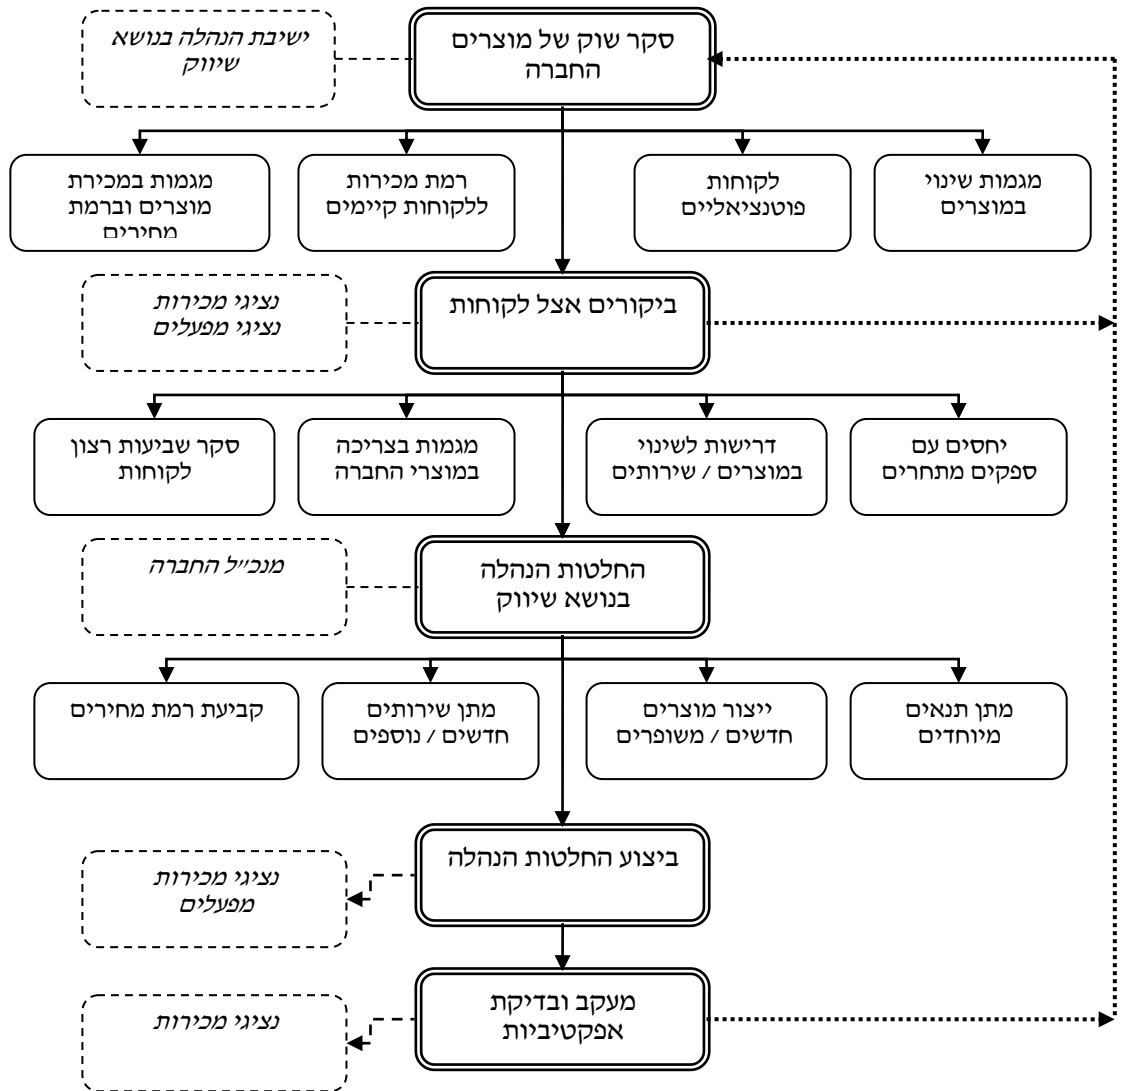 סקר שוק של מוצרים
החברה
ישיבת הנהלה בנושא
שיווק
מגמות שינוי
במוצרים
לקוחות
פוטנציאליים
רמת מכירות
ללקוחות קיימים
מגמות במכירת
מוצרים וברמת
מחירים
ביקורים אצל לקוחות
נציגי מכירות
נציגי מפעלים
יחסים עם
ספקים מתחרים
דרישות לשינוי
במוצרים / שירותים
מגמות בצריכה
במוצרי החברה
סקר שביעות רצון
לקוחות
החלטות הנהלה
בנושא שיווק
מנכ״ל החברה
מתן תנאים
מיוחדים
ייצור מוצרים
חדשים / משופרים
מתן שירותים
חדשים / נוספים
קביעת רמת מחירים
ביצוע החלטות הנהלה
נציגי מכירות
מפעלים
מעקב ובדיקת
אפקטיביות
נציגי מכירות